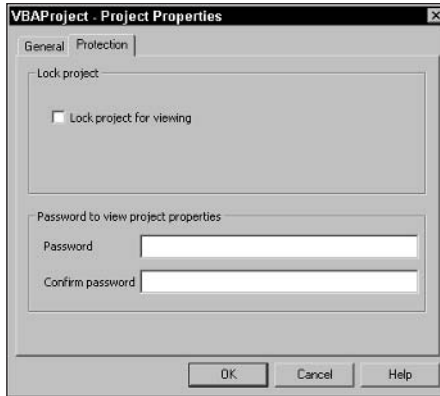 VBAProject - Project Properties
General Protection
Lock project
Lock project for viewing
Password to view project properties
Password
Confirm password
OK Cancel Help